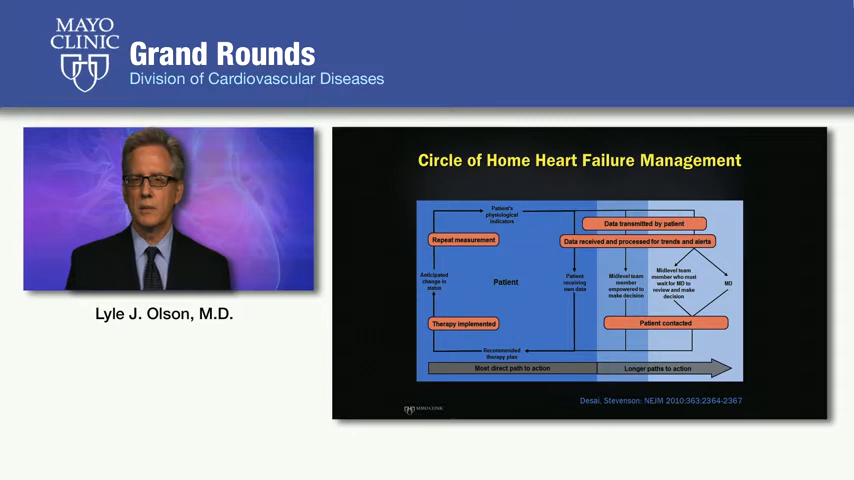 MAYO
CLINIC
Grand Rounds
Division of Cardiovascular Diseases
Lyle J. Olson, M.D.
Circle of Home Heart Failure Management
Patient's
physiological
indicators
Data transmitted by patient
Repeat measurement
Data received and processed for trends and alerts
Anticipated
change in
status
Patient
Patient
receiving
own data
Midlevel team
member
empowered to
make decision
Midlevel team
member who must
wait for MD to
review and make
decision
MD
Therapy implemented
Patient contacted
Recommended
therapy plan
Most direct path to action
Longer paths to action
Desai, Stevenson: NEJM 2010:363:2364-2367
MAYO CLINIC